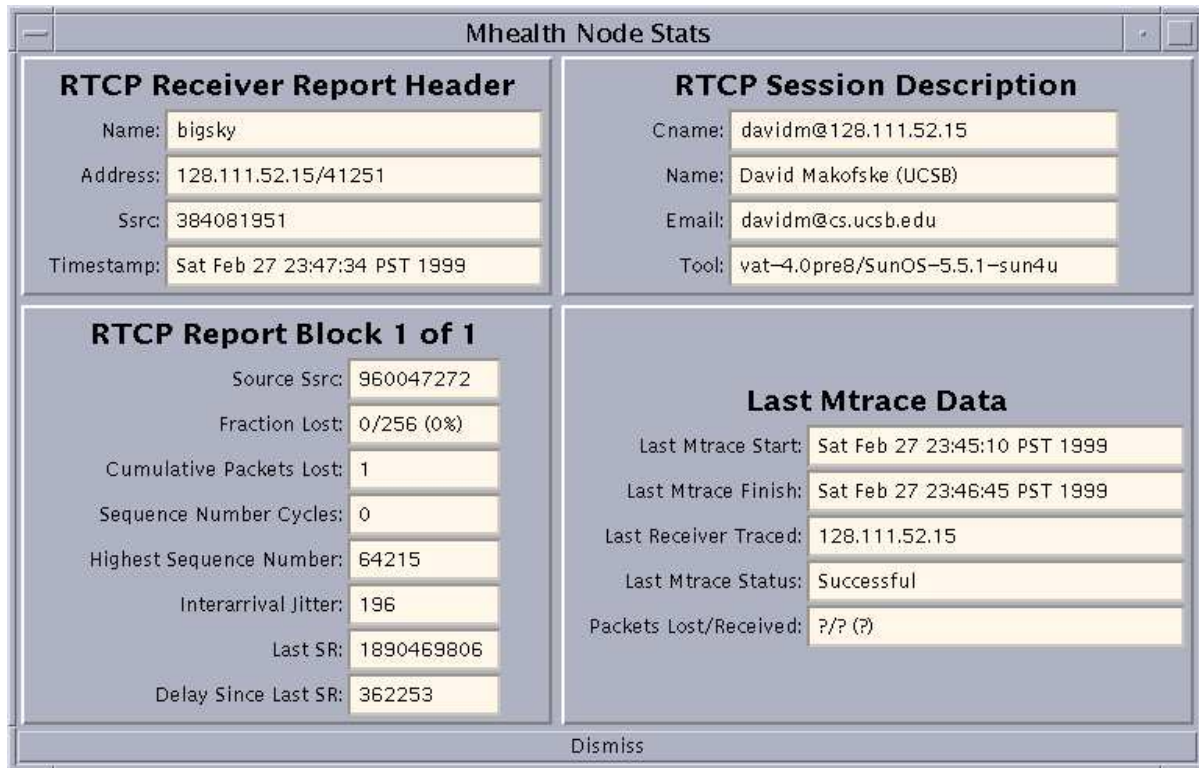 Mhealth Node Stats
RTCP Receiver Report Header
Name: bigsky
Address: 128.111.52.15/41251
Ssrc: 384081951
Timestamp: Sat Feb 27 23:47:34 PST 1999
RTCP Session Description
Cname: davidm@128.111.52.15
Name: David Makofske (UCSB)
Email: davidm@cs.ucsb.edu
Tool: vat-4.0pre8/SunOS-5.5.1-sun4u
RTCP Report Block 1 of 1
Source Ssrc: 960047272
Fraction Lost: 0/256 (0%)
Cumulative Packets Lost: 1
Sequence Number Cycles: 0
Highest Sequence Number: 64215
Interarrival Jitter: 196
Last SR: 1890469806
Delay Since Last SR: 362253
Last Mtrace Data
Last Mtrace Start: Sat Feb 27 23:45:10 PST 1999
Last Mtrace Finish: Sat Feb 27 23:46:45 PST 1999
Last Receiver Traced: 128.111.52.15
Last Mtrace Status: Successful
Packets Lost/Received: ?/? (?)
Dismiss